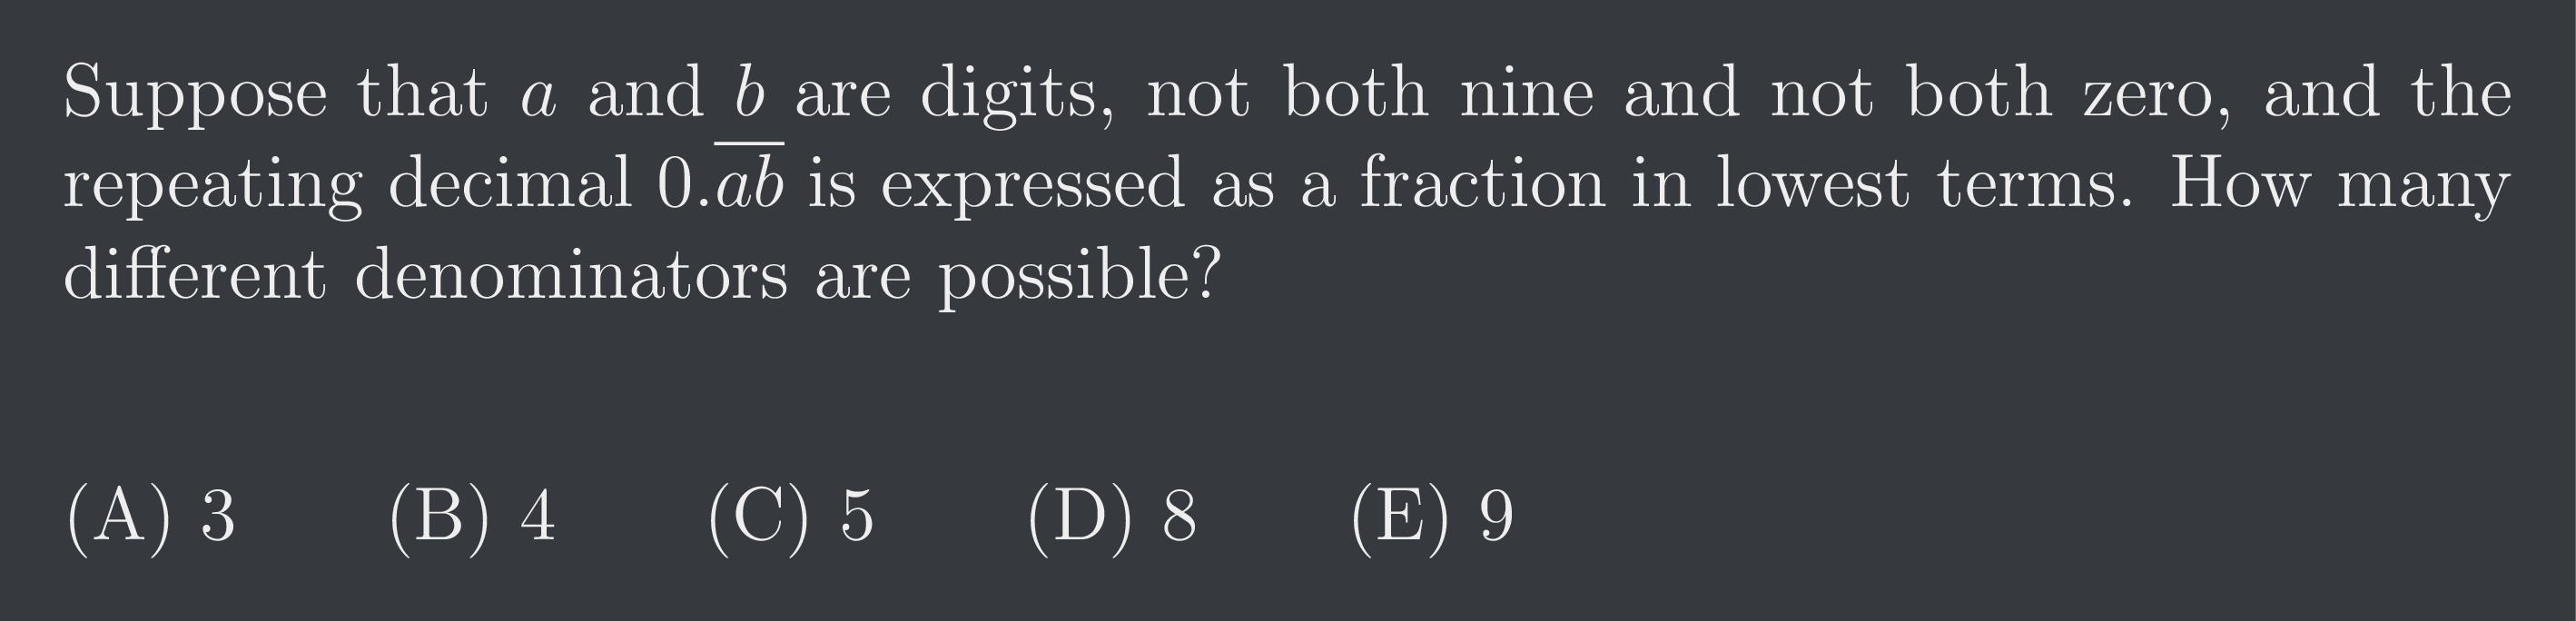 Suppose that a and b are digits, not both nine and not both zero, and the
repeating decimal 0.\overline{ab} is expressed as a fraction in lowest terms. How many
different denominators are possible?
(A) 3 (B) 4 (C) 5 (D) 8 (E) 9